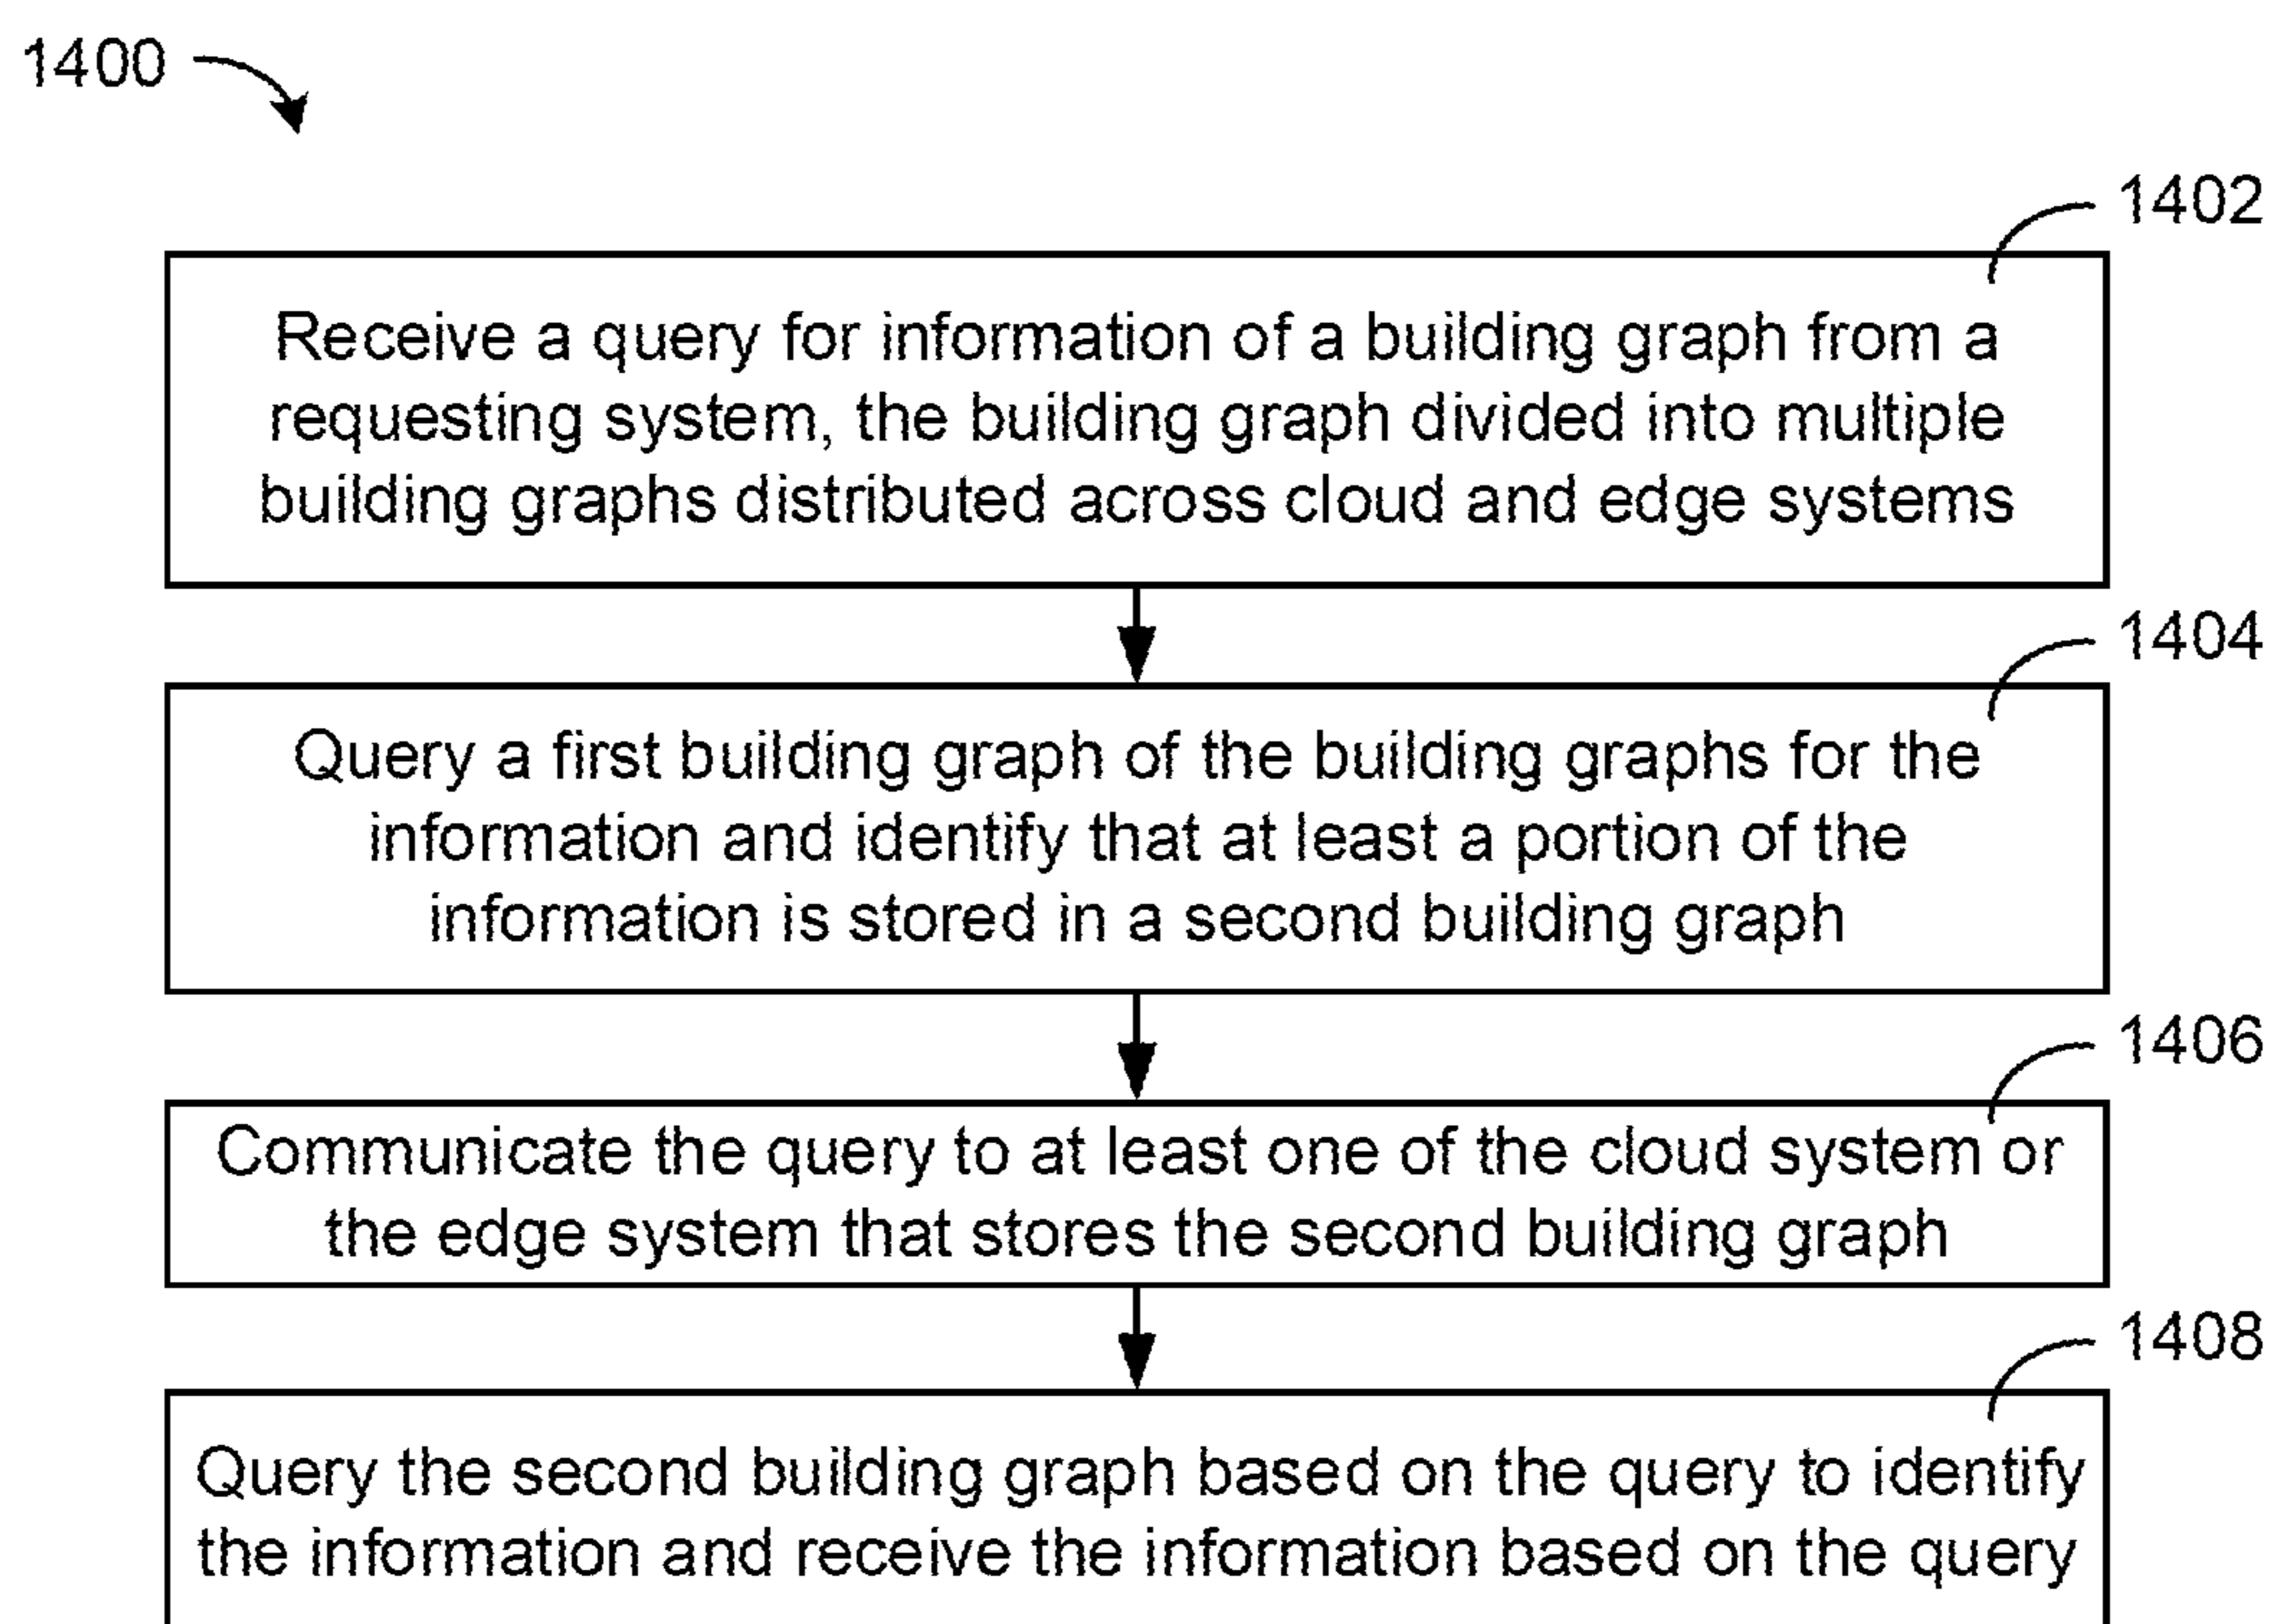 1400
1402
Receive a query for information of a building graph from a
requesting system, the building graph divided into multiple
building graphs distributed across cloud and edge systems
1404
Query a first building graph of the building graphs for the
information and identify that at least a portion of the
information is stored in a second building graph
1406
Communicate the query to at least one of the cloud system or
the edge system that stores the second building graph
1408
Query the second building graph based on the query to identify
the information and receive the information based on the query